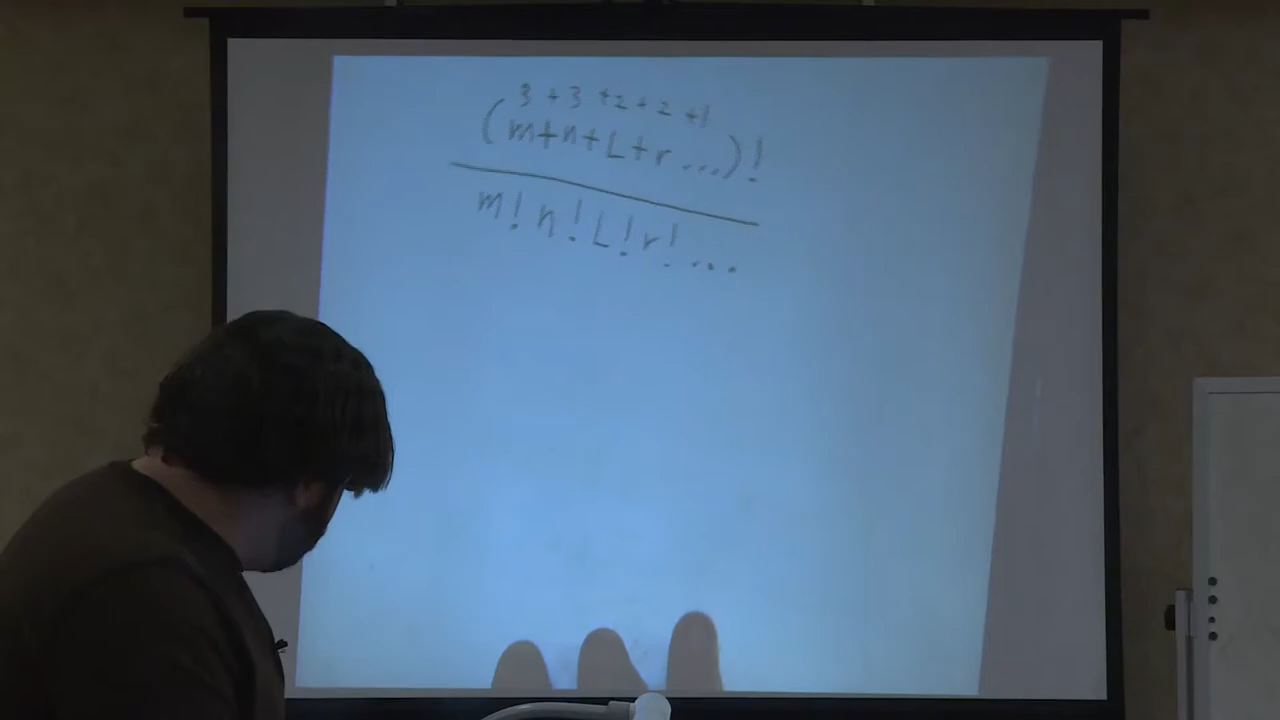 3 + 3 + 2 + 2 + 1
(m+n+L+r...)!
m! n! L! r! ...